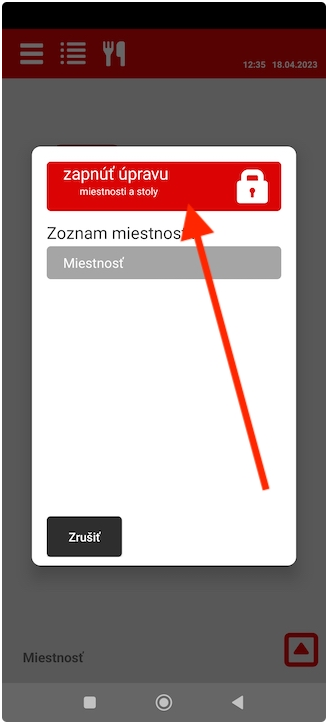 12:35 18.04.2023
zapnúť úpravu
miestnosti a stoly
Zoznam miestnos
Miestnosť
Zrušiť
Miestnosť